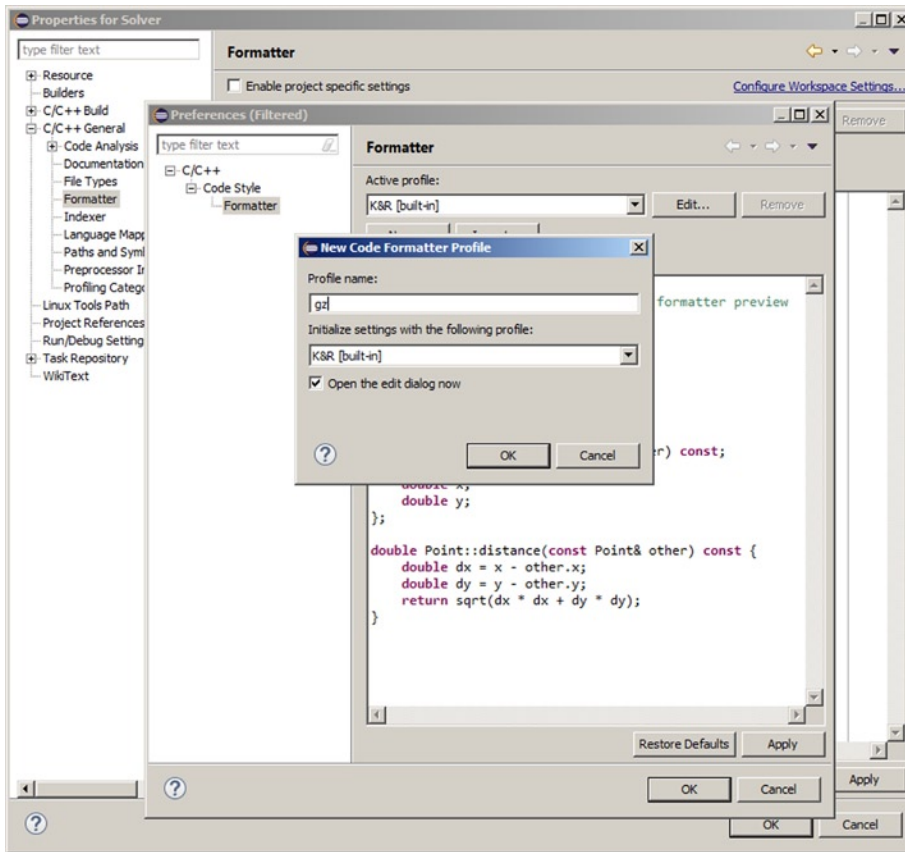 Properties for Solver
type filter text
Formatter
Resource
Builders
C/C++ Build
C/C++ General
Code Analysis
Documentation
File Types
Formatter
Indexer
Language Mapp
Paths and Symb
Preprocessor In
Profiling Catego
Linux Tools Path
Project References
Run/Debug Setting
Task Repository
WikiText
Enable project specific settings
Configure Workspace Settings...
Remove
Preferences (Filtered)
type filter text
C/C++
Code Style
Formatter
Formatter
Active profile:
K&R [built-in]
Edit...
Remove
New Code Formatter Profile
Profile name:
gz
Initialize settings with the following profile:
K&R [built-in]
Open the edit dialog now
OK
Cancel
formatter preview
er) const;
double x;
double y;
};
double Point::distance(const Point& other) const {
double dx = x - other.x;
double dy = y - other.y;
return sqrt(dx * dx + dy * dy);
}
Restore Defaults
Apply
OK
Cancel
Apply
OK
Cancel